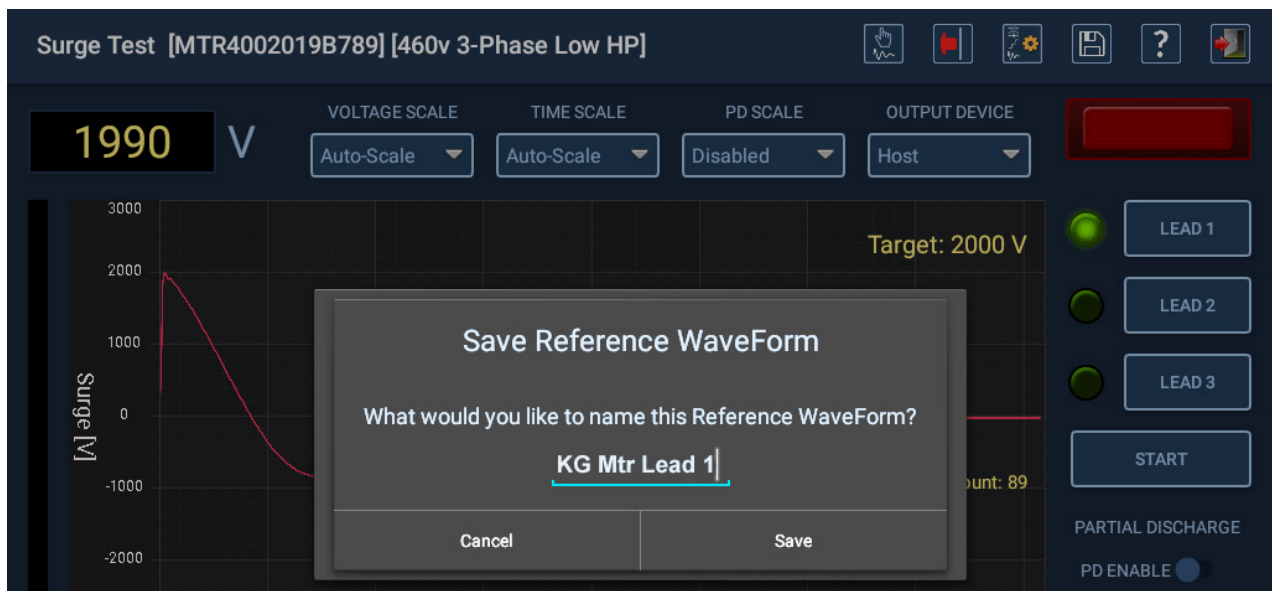 Surge Test [MTR4002019B789] [460v 3-Phase Low HP]
?
1990 V
VOLTAGE SCALE
Auto-Scale
TIME SCALE
Auto-Scale
PD SCALE
Disabled
OUTPUT DEVICE
Host
3000
2000
1000
0
-1000
-2000
Surge [V]
Target: 2000 V
Save Reference WaveForm
What would you like to name this Reference WaveForm?
KG Mtr Lead 1
Cancel
Save
: 89
LEAD 1
LEAD 2
LEAD 3
START
PARTIAL DISCHARGE
PD ENABLE